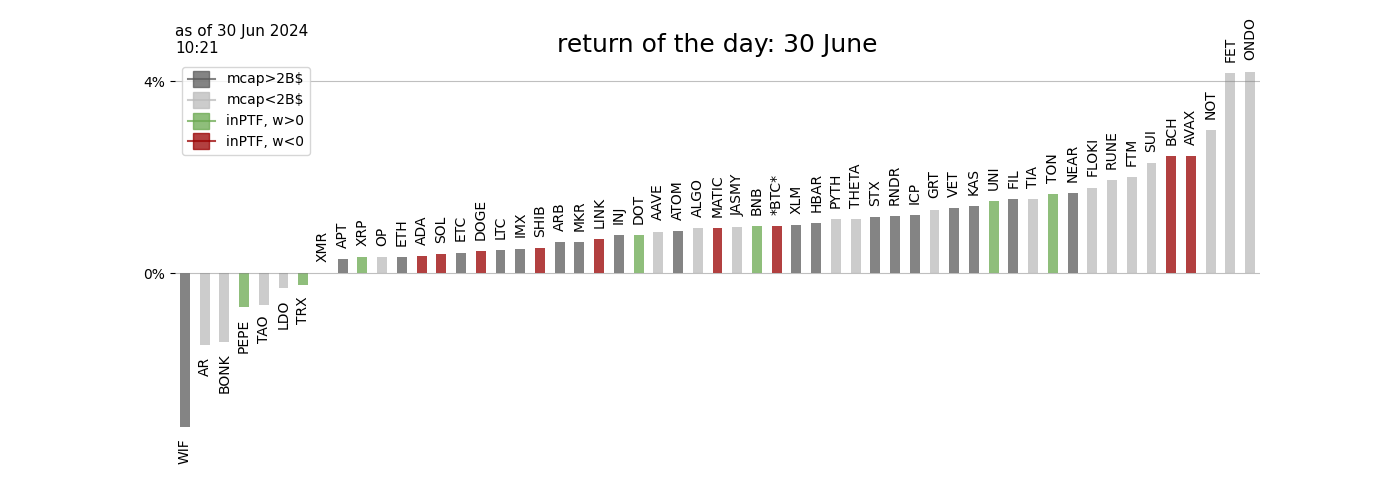 as of 30 Jun 2024
10:21
return of the day: 30 June
mcap>2B$
mcap<2B$
inPTF, w>0
inPTF, w<0
4%
0%
WIF
AR
BONK
PEPE
TAO
LDO
TRX
XMR
APT
XRP
OP
ETH
ADA
SOL
ETC
DOGE
LTC
IMX
SHIB
ARB
MKR
LINK
INJ
DOT
AAVE
ATOM
ALGO
MATIC
JASMY
BNB
*BTC*
XLM
HBAR
PYTH
THETA
STX
RNDR
ICP
GRT
VET
KAS
UNI
FIL
TIA
TON
NEAR
FLOKI
RUNE
FTM
SUI
BCH
AVAX
NOT
FET
ONDO